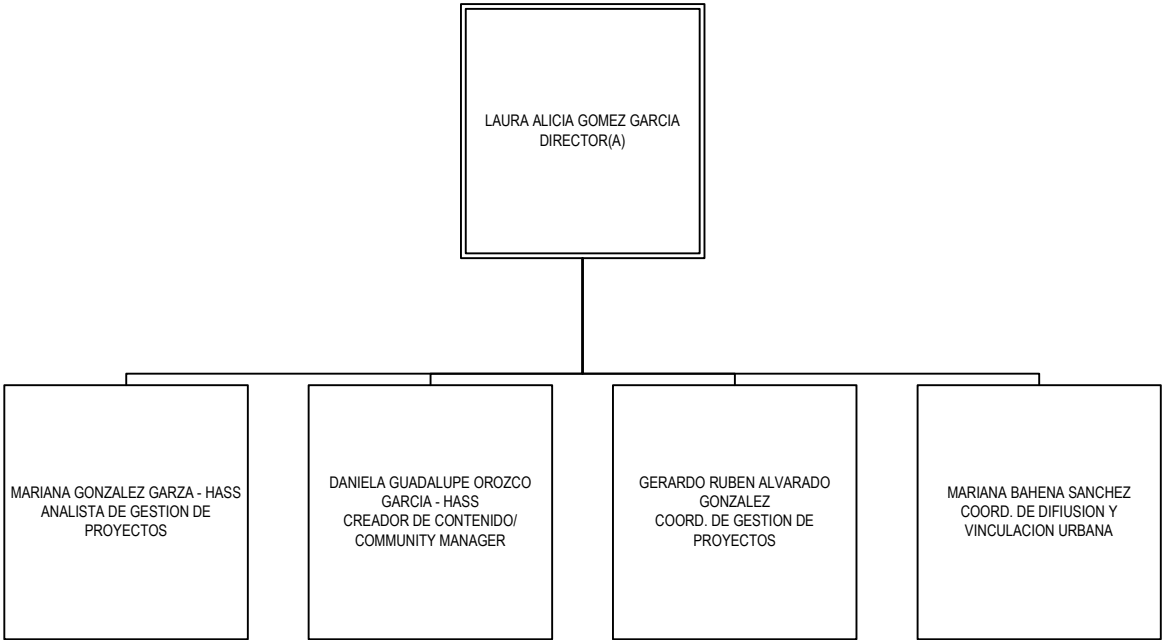 LAURA ALICIA GOMEZ GARCIA
DIRECTOR(A)
MARIANA GONZALEZ GARZA - HASS
ANALISTA DE GESTION DE
PROYECTOS
DANIELA GUADALUPE OROZCO
GARCIA - HASS
CREADOR DE CONTENIDO/
COMMUNITY MANAGER
GERARDO RUBEN ALVARADO
GONZALEZ
COORD. DE GESTION DE
PROYECTOS
MARIANA BAHENA SANCHEZ
COORD. DE DIFIUSION Y
VINCULACION URBANA